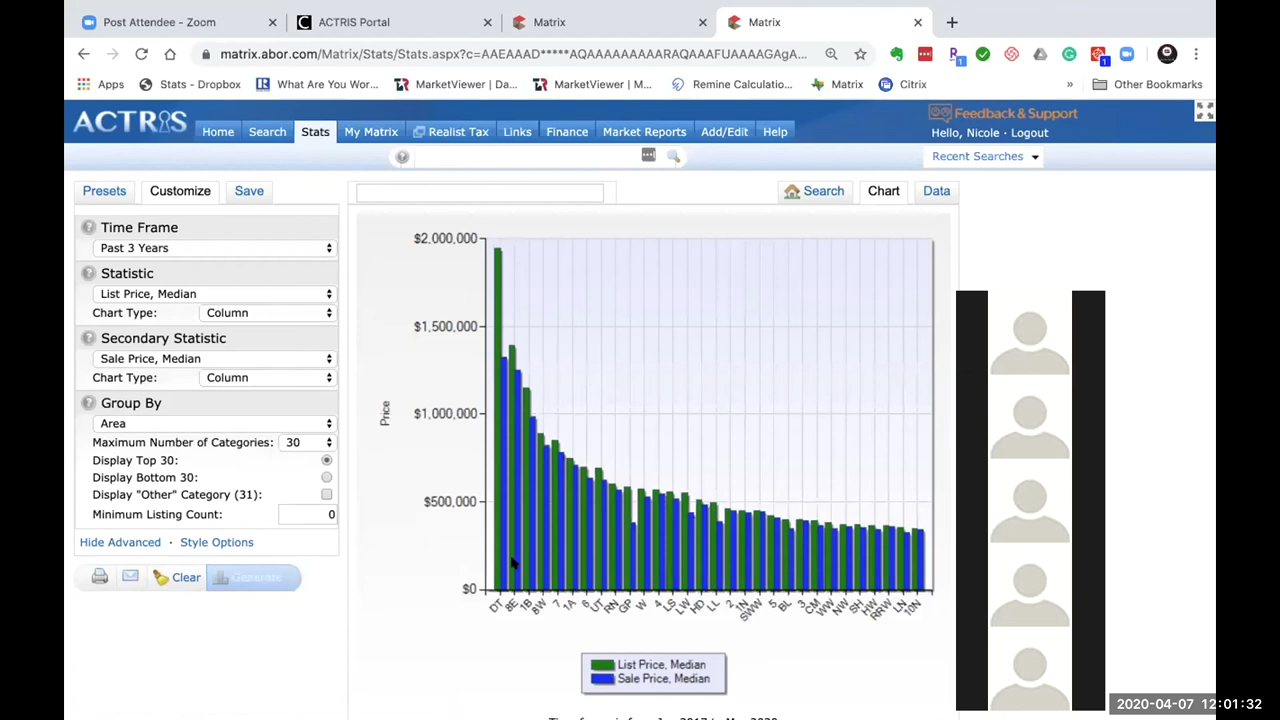 Post Attendee - Zoom
ACTRIS Portal
Matrix
Matrix
matrix.abor.com/Matrix/Stats/Stats.aspx?c=AAEAAAD*****AQAAAAAAAAARAQAAAFUAAAAGAgA...
Apps
Stats - Dropbox
What Are You Wor...
MarketViewer | Da...
MarketViewer | M...
Remine Calculatio...
Matrix
Citrix
»
Other Bookmarks
ACTRIS
Home
Search
Stats
My Matrix
Realist Tax
Links
Finance
Market Reports
Add/Edit
Help
Feedback & Support
Hello, Nicole · Logout
Recent Searches
Presets
Customize
Save
Search
Chart
Data
Time Frame
Past 3 Years
Statistic
List Price, Median
Chart Type: Column
Secondary Statistic
Sale Price, Median
Chart Type: Column
Group By
Area
Maximum Number of Categories: 30
Display Top 30:
Display Bottom 30:
Display "Other" Category (31):
Minimum Listing Count: 0
Hide Advanced · Style Options
Clear
Generate
Price
$2,000,000
$1,500,000
$1,000,000
$500,000
$0
DT 8E 1B 8W 7 1A 6 UT RN GP W 4 LS LW HD LL 2 1N SWW 5 BL 3 CM WW NW SH HW RRW LN 10N
List Price, Median
Sale Price, Median
2020-04-07 12:01:32